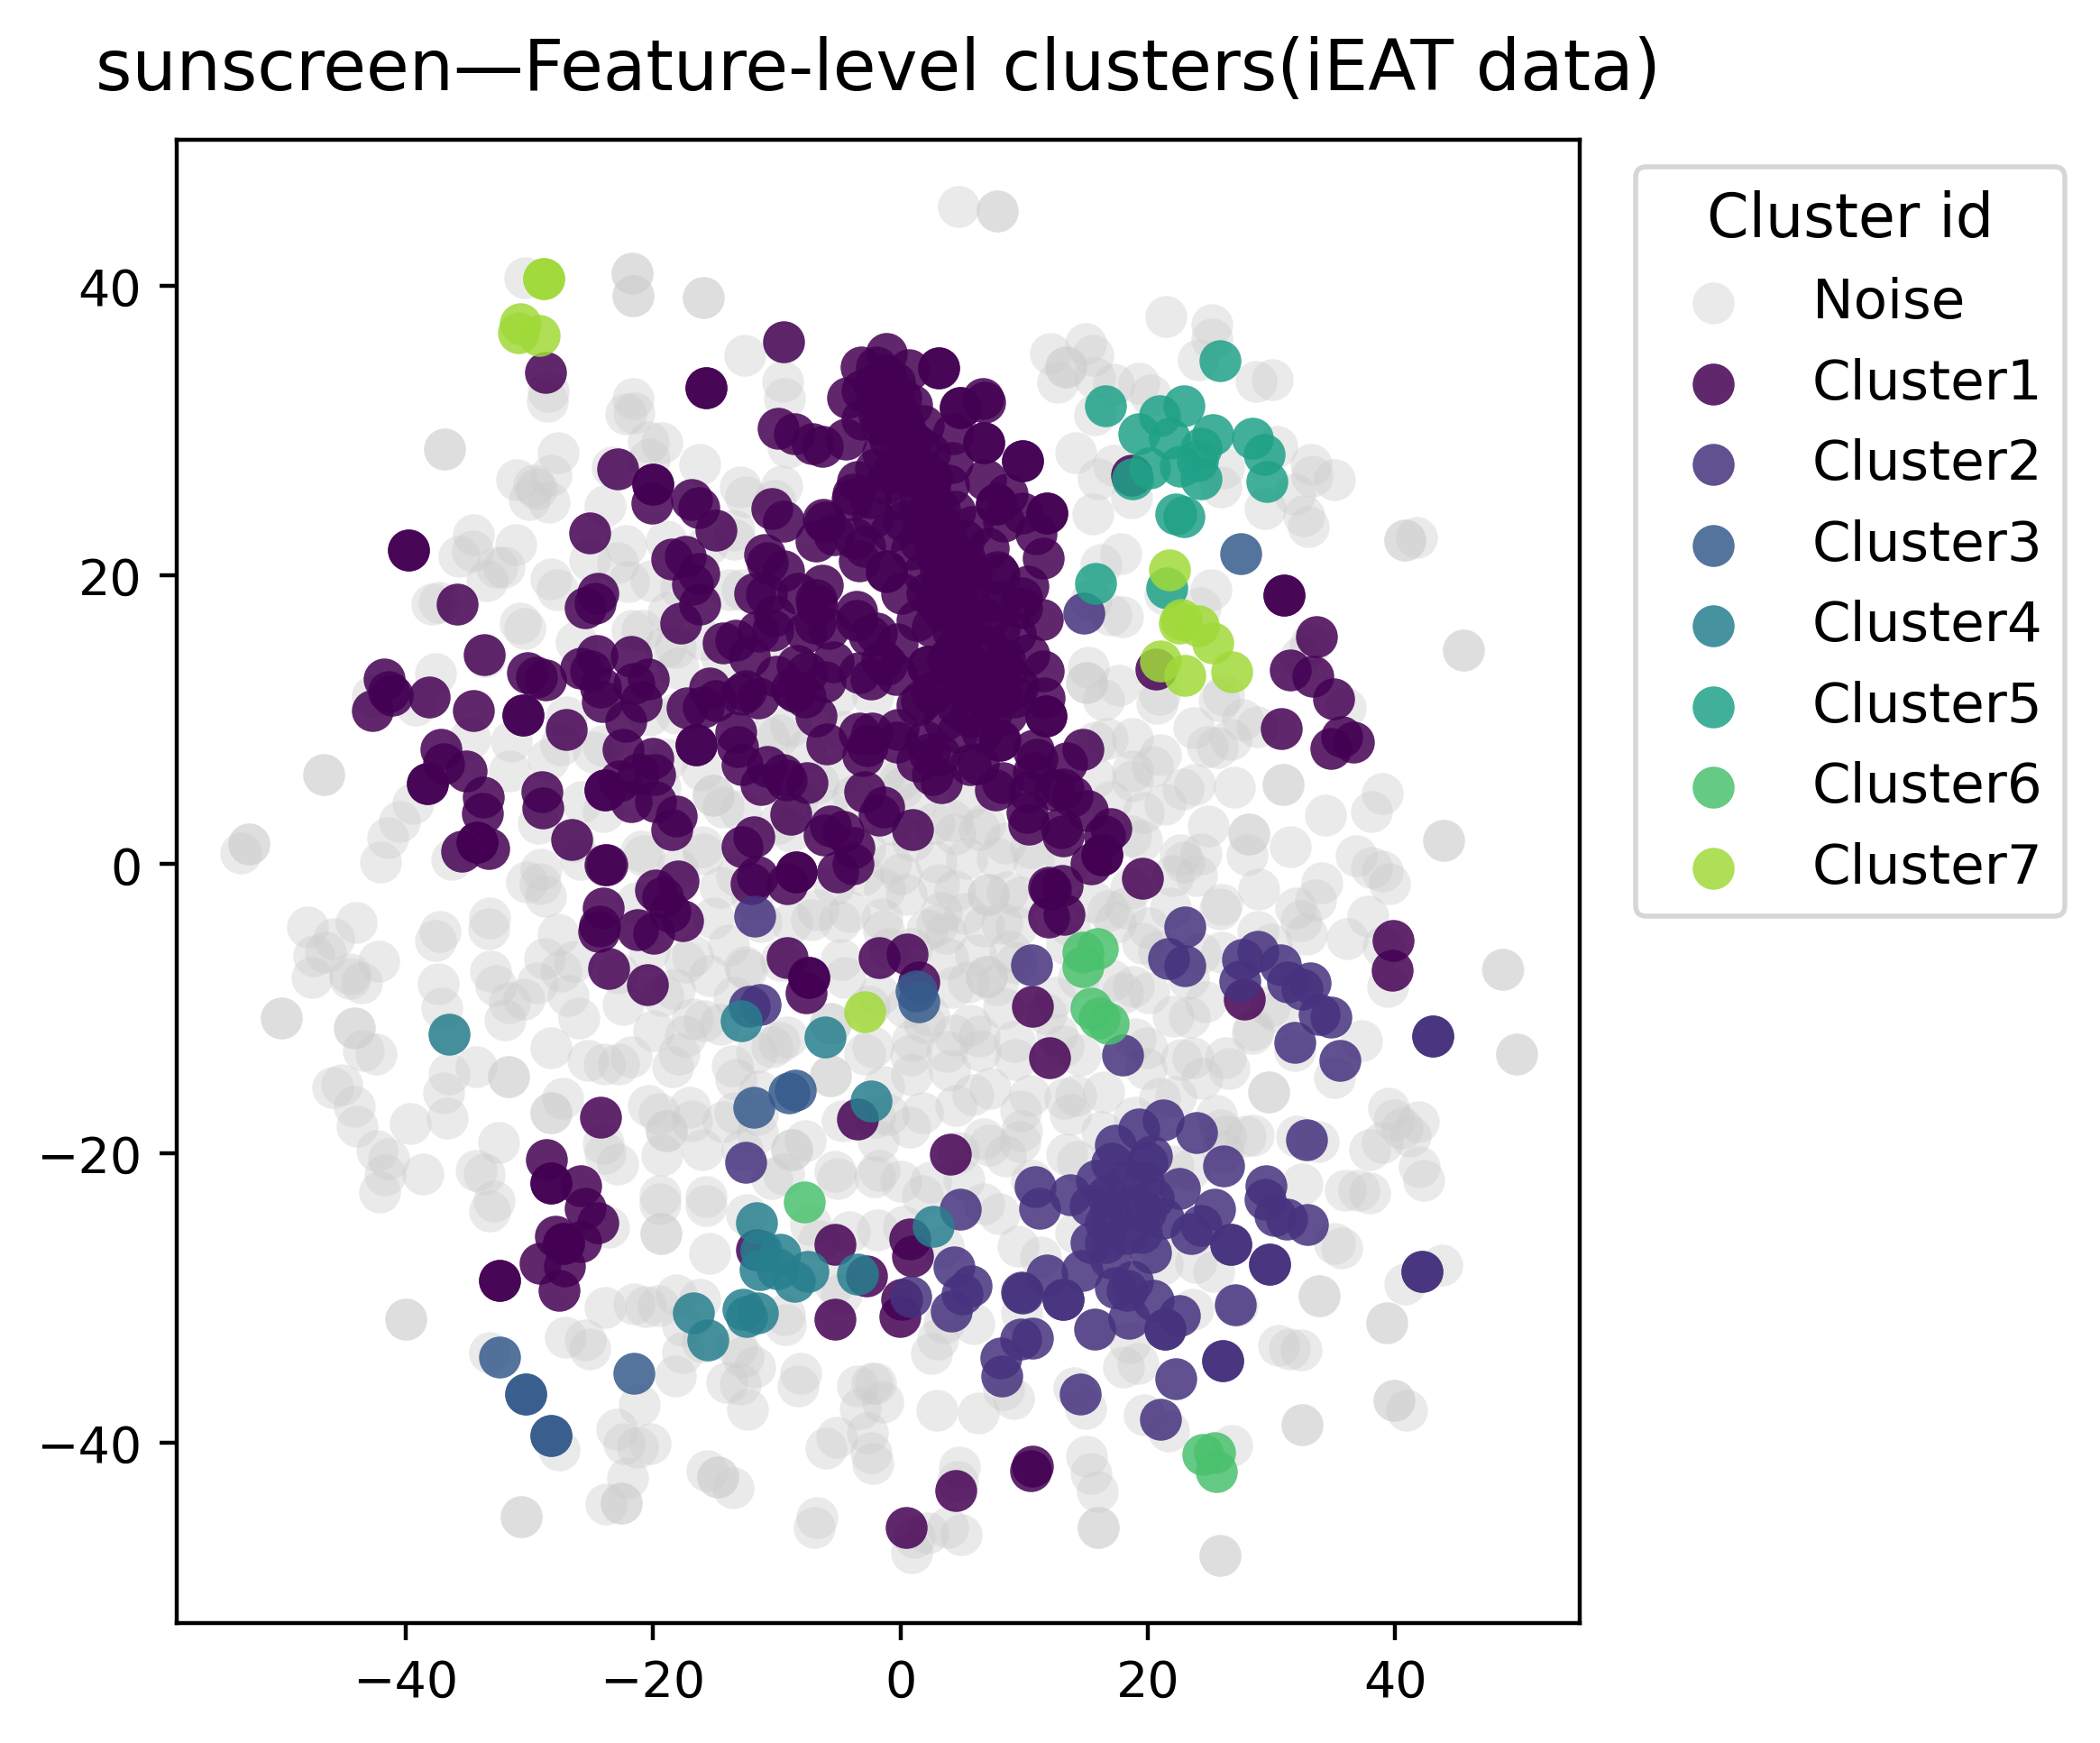 sunscreen—Feature-level clusters(iEAT data)
40
20
0
−20
−40
−40
−20
0
20
40
Cluster id
Noise
Cluster1
Cluster2
Cluster3
Cluster4
Cluster5
Cluster6
Cluster7